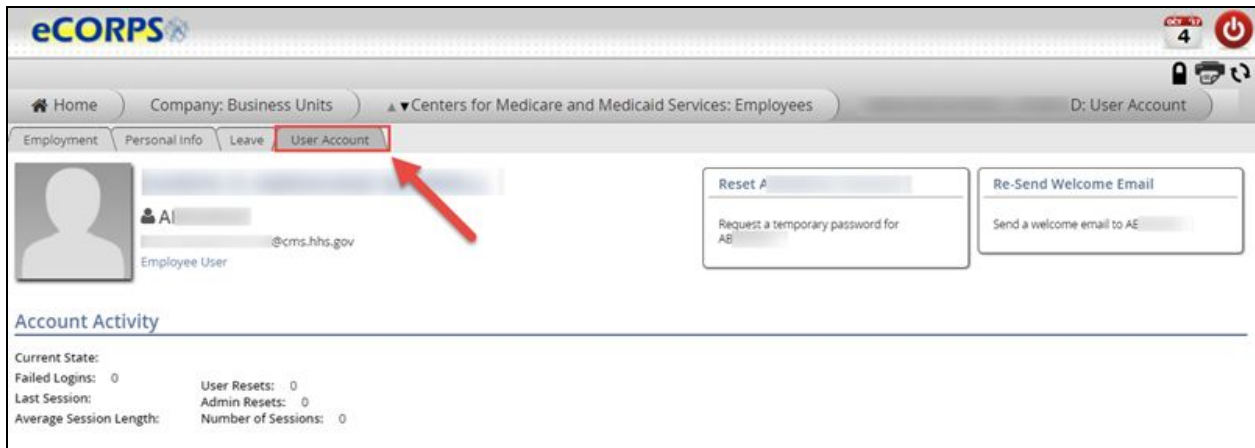 eCORPS
OCT '17
4
Home Company: Business Units ▲▼Centers for Medicare and Medicaid Services: Employees D: User Account
Employment Personal Info Leave User Account
Reset A
Re-Send Welcome Email
Al
Request a temporary password for
AB
Send a welcome email to AE
@cms.hhs.gov
Employee User
Account Activity
Current State:
Failed Logins: 0 User Resets: 0
Last Session: Admin Resets: 0
Average Session Length: Number of Sessions: 0